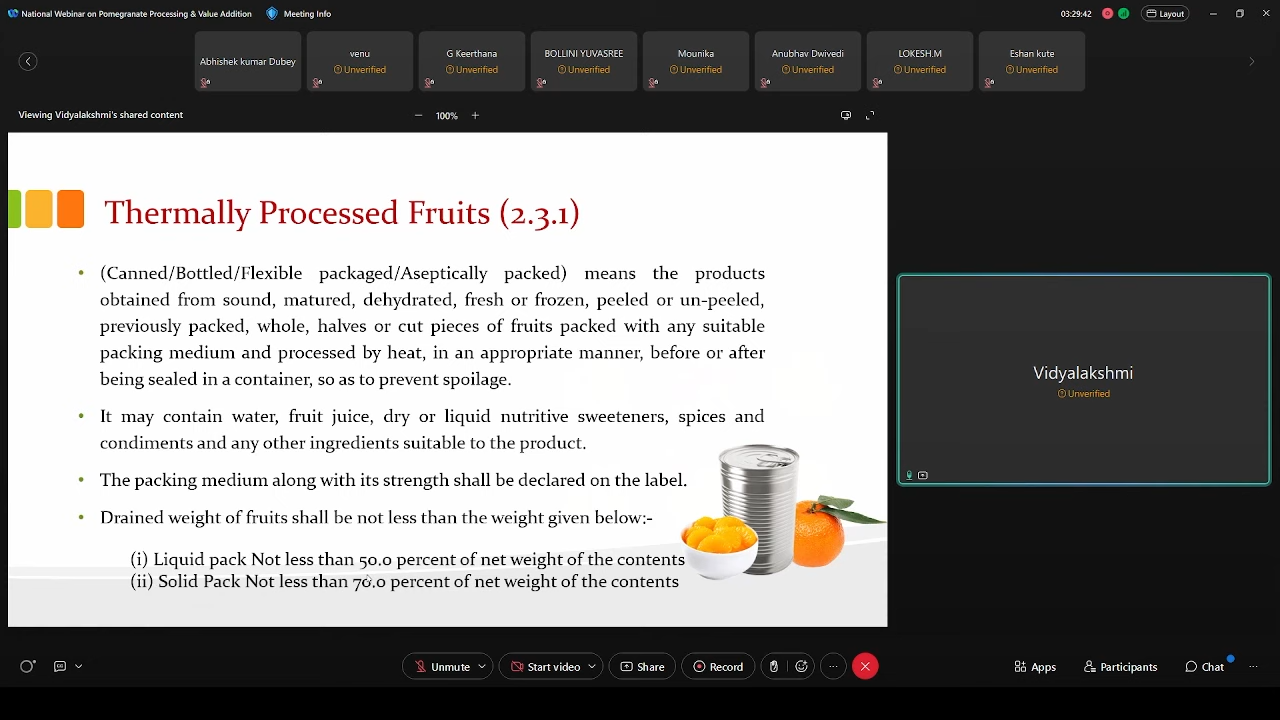 National Webinar on Pomegranate Processing & Value Addition Meeting Info 03:29:42 Layout
Abhishek kumar Dubey
venu
Unverified
G Keerthana
Unverified
BOLLINI YUVASREE
Unverified
Mounika
Unverified
Anubhav Dwivedi
Unverified
LOKESH.M
Unverified
Eshan kute
Unverified
Viewing Vidyalakshmi's shared content
100%
Thermally Processed Fruits (2.3.1)
(Canned/Bottled/Flexible packaged/Aseptically packed) means the products
obtained from sound, matured, dehydrated, fresh or frozen, peeled or un-peeled,
previously packed, whole, halves or cut pieces of fruits packed with any suitable
packing medium and processed by heat, in an appropriate manner, before or after
being sealed in a container, so as to prevent spoilage.
It may contain water, fruit juice, dry or liquid nutritive sweeteners, spices and
condiments and any other ingredients suitable to the product.
The packing medium along with its strength shall be declared on the label.
Drained weight of fruits shall be not less than the weight given below:-
(i) Liquid pack Not less than 50.0 percent of net weight of the contents
(ii) Solid Pack Not less than 70.0 percent of net weight of the contents
Vidyalakshmi
Unverified
Unmute Start video Share Record Apps Participants Chat